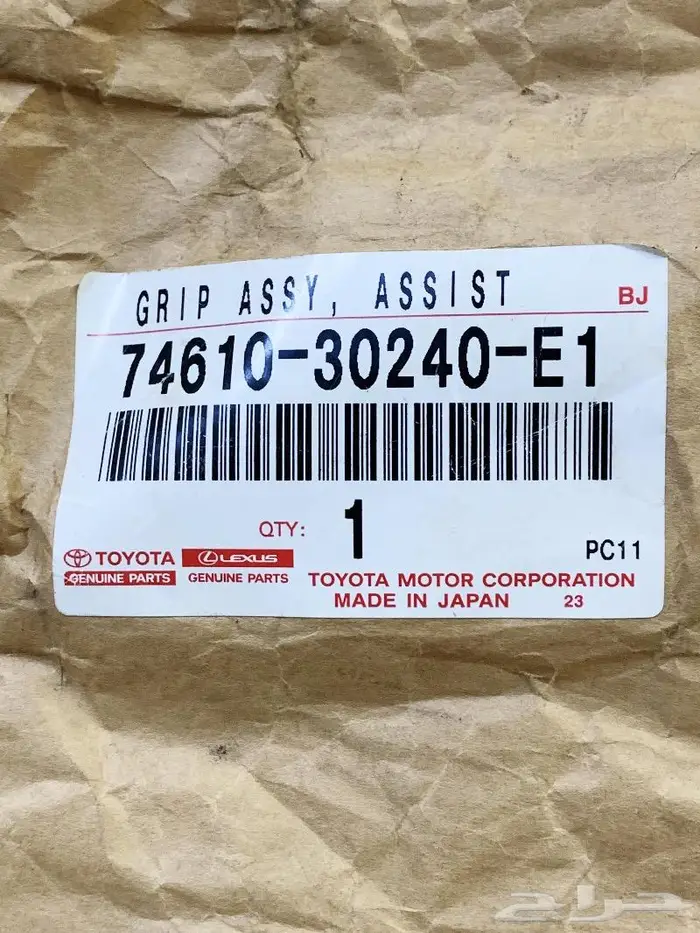 GRIP ASSY, ASSIST
BJ
74610-30240-E1
QTY: 1
PC11
TOYOTA
GENUINE PARTS
LEXUS
GENUINE PARTS
TOYOTA MOTOR CORPORATION
MADE IN JAPAN 23
حراج